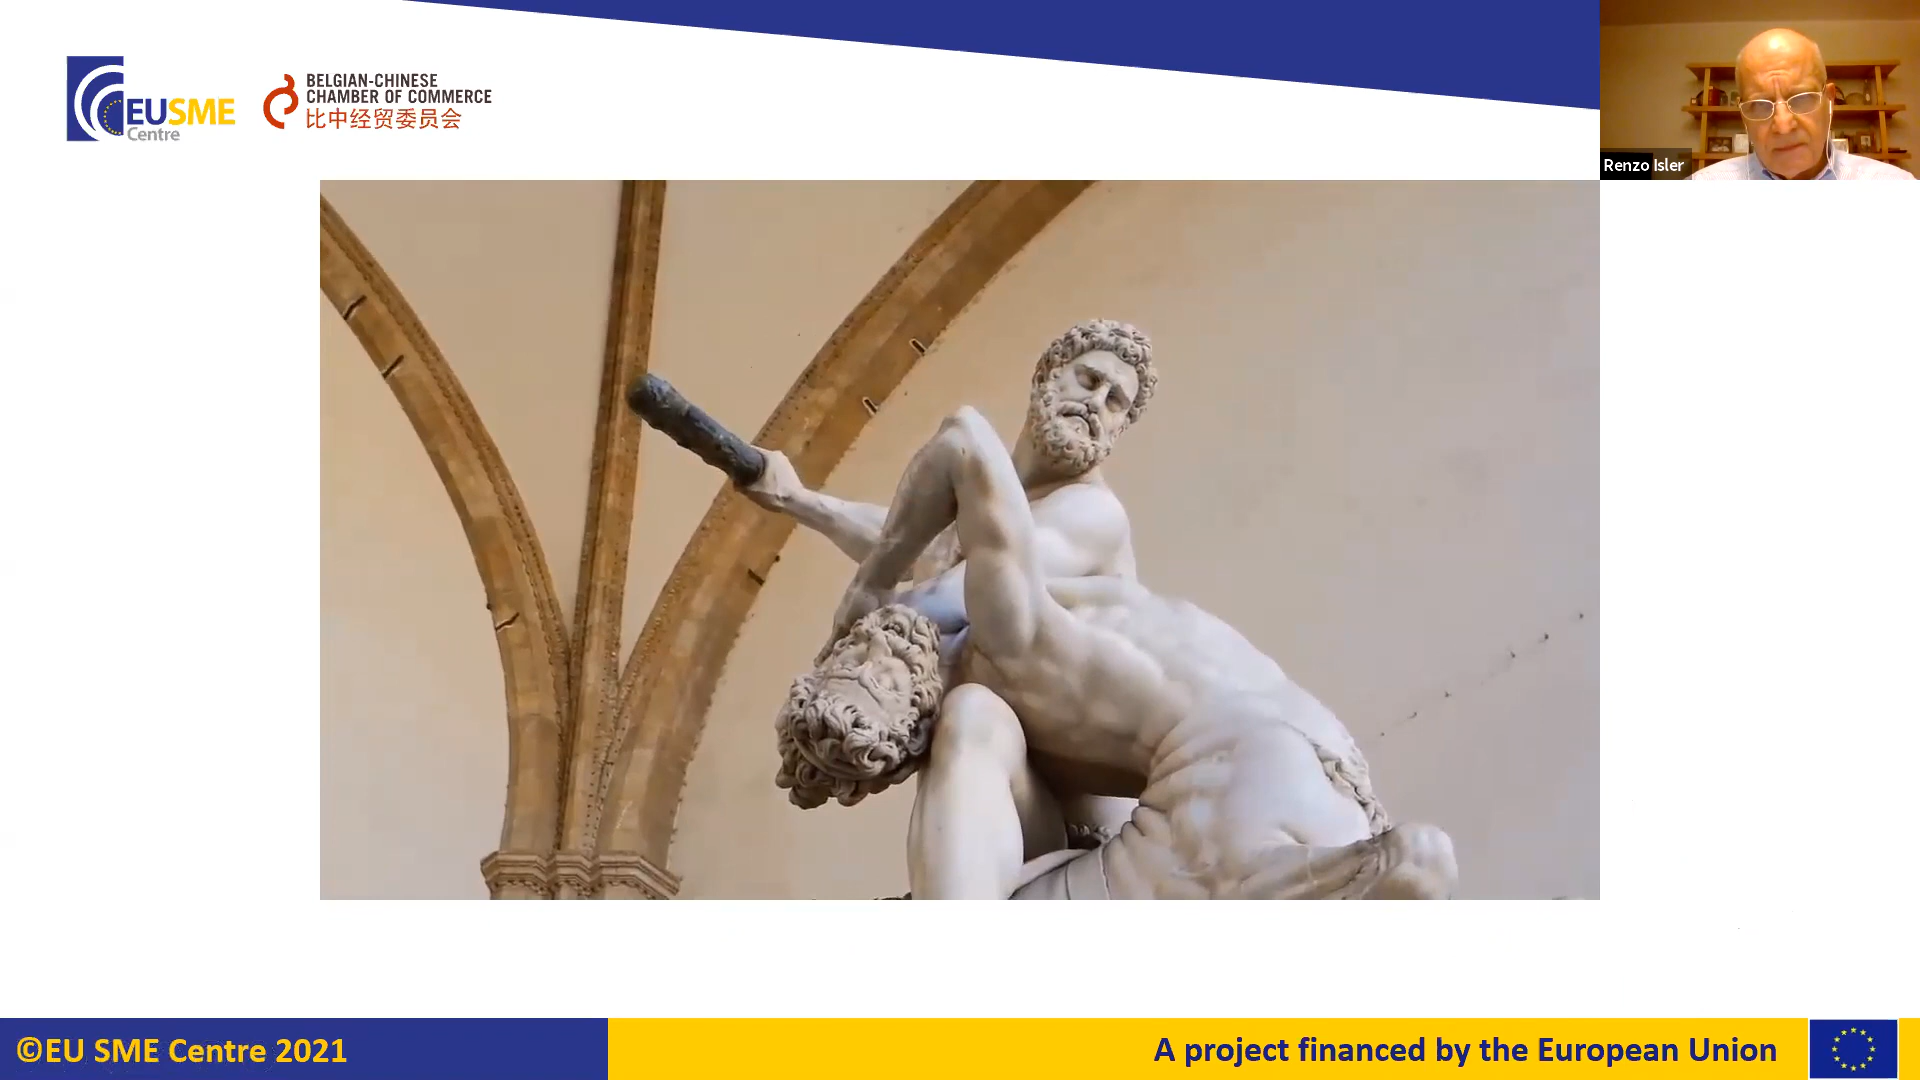 EUSME
Centre
BELGIAN-CHINESE
CHAMBER OF COMMERCE
比中经贸委员会
Renzo Isler
©EU SME Centre 2021
A project financed by the European Union